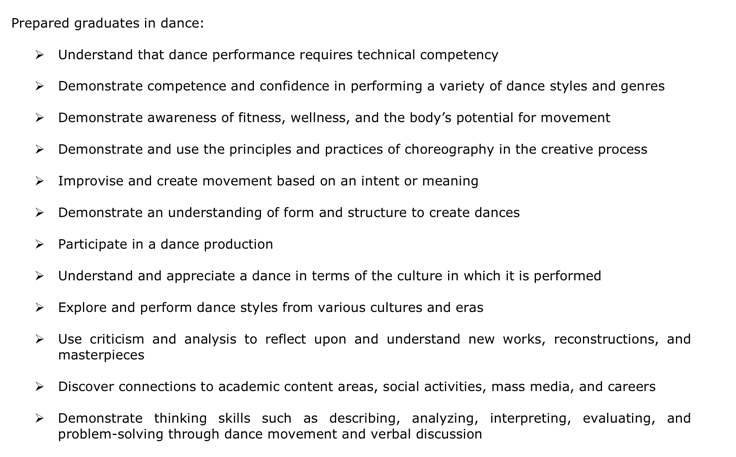 Prepared graduates in dance:
➢ Understand that dance performance requires technical competency
➢ Demonstrate competence and confidence in performing a variety of dance styles and genres
➢ Demonstrate awareness of fitness, wellness, and the body’s potential for movement
➢ Demonstrate and use the principles and practices of choreography in the creative process
➢ Improvise and create movement based on an intent or meaning
➢ Demonstrate an understanding of form and structure to create dances
➢ Participate in a dance production
➢ Understand and appreciate a dance in terms of the culture in which it is performed
➢ Explore and perform dance styles from various cultures and eras
➢ Use criticism and analysis to reflect upon and understand new works, reconstructions, and
masterpieces
➢ Discover connections to academic content areas, social activities, mass media, and careers
➢ Demonstrate thinking skills such as describing, analyzing, interpreting, evaluating, and
problem-solving through dance movement and verbal discussion